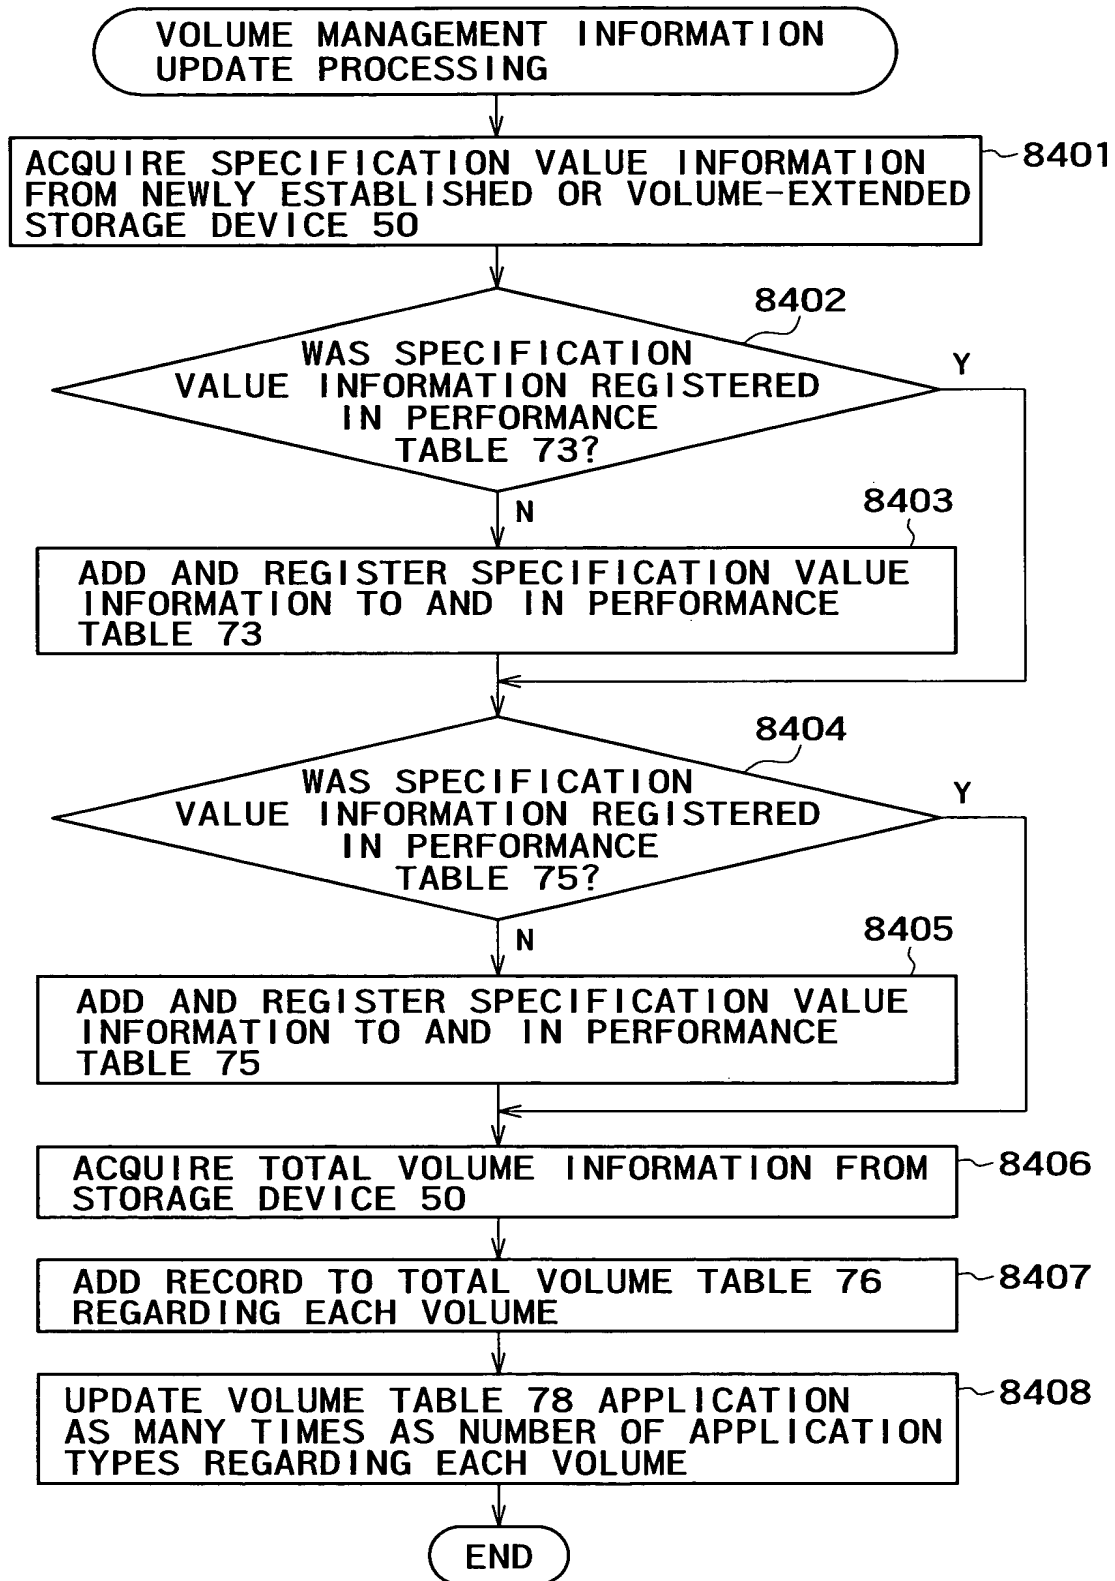 VOLUME MANAGEMENT INFORMATION
UPDATE PROCESSING
ACQUIRE SPECIFICATION VALUE INFORMATION
FROM NEWLY ESTABLISHED OR VOLUME-EXTENDED
STORAGE DEVICE 50
8401
8402
WAS SPECIFICATION
VALUE INFORMATION REGISTERED
IN PERFORMANCE
TABLE 73?
Y
N
8403
ADD AND REGISTER SPECIFICATION VALUE
INFORMATION TO AND IN PERFORMANCE
TABLE 73
8404
WAS SPECIFICATION
VALUE INFORMATION REGISTERED
IN PERFORMANCE
TABLE 75?
Y
N
8405
ADD AND REGISTER SPECIFICATION VALUE
INFORMATION TO AND IN PERFORMANCE
TABLE 75
ACQUIRE TOTAL VOLUME INFORMATION FROM
STORAGE DEVICE 50
8406
ADD RECORD TO TOTAL VOLUME TABLE 76
REGARDING EACH VOLUME
8407
UPDATE VOLUME TABLE 78 APPLICATION
AS MANY TIMES AS NUMBER OF APPLICATION
TYPES REGARDING EACH VOLUME
8408
END